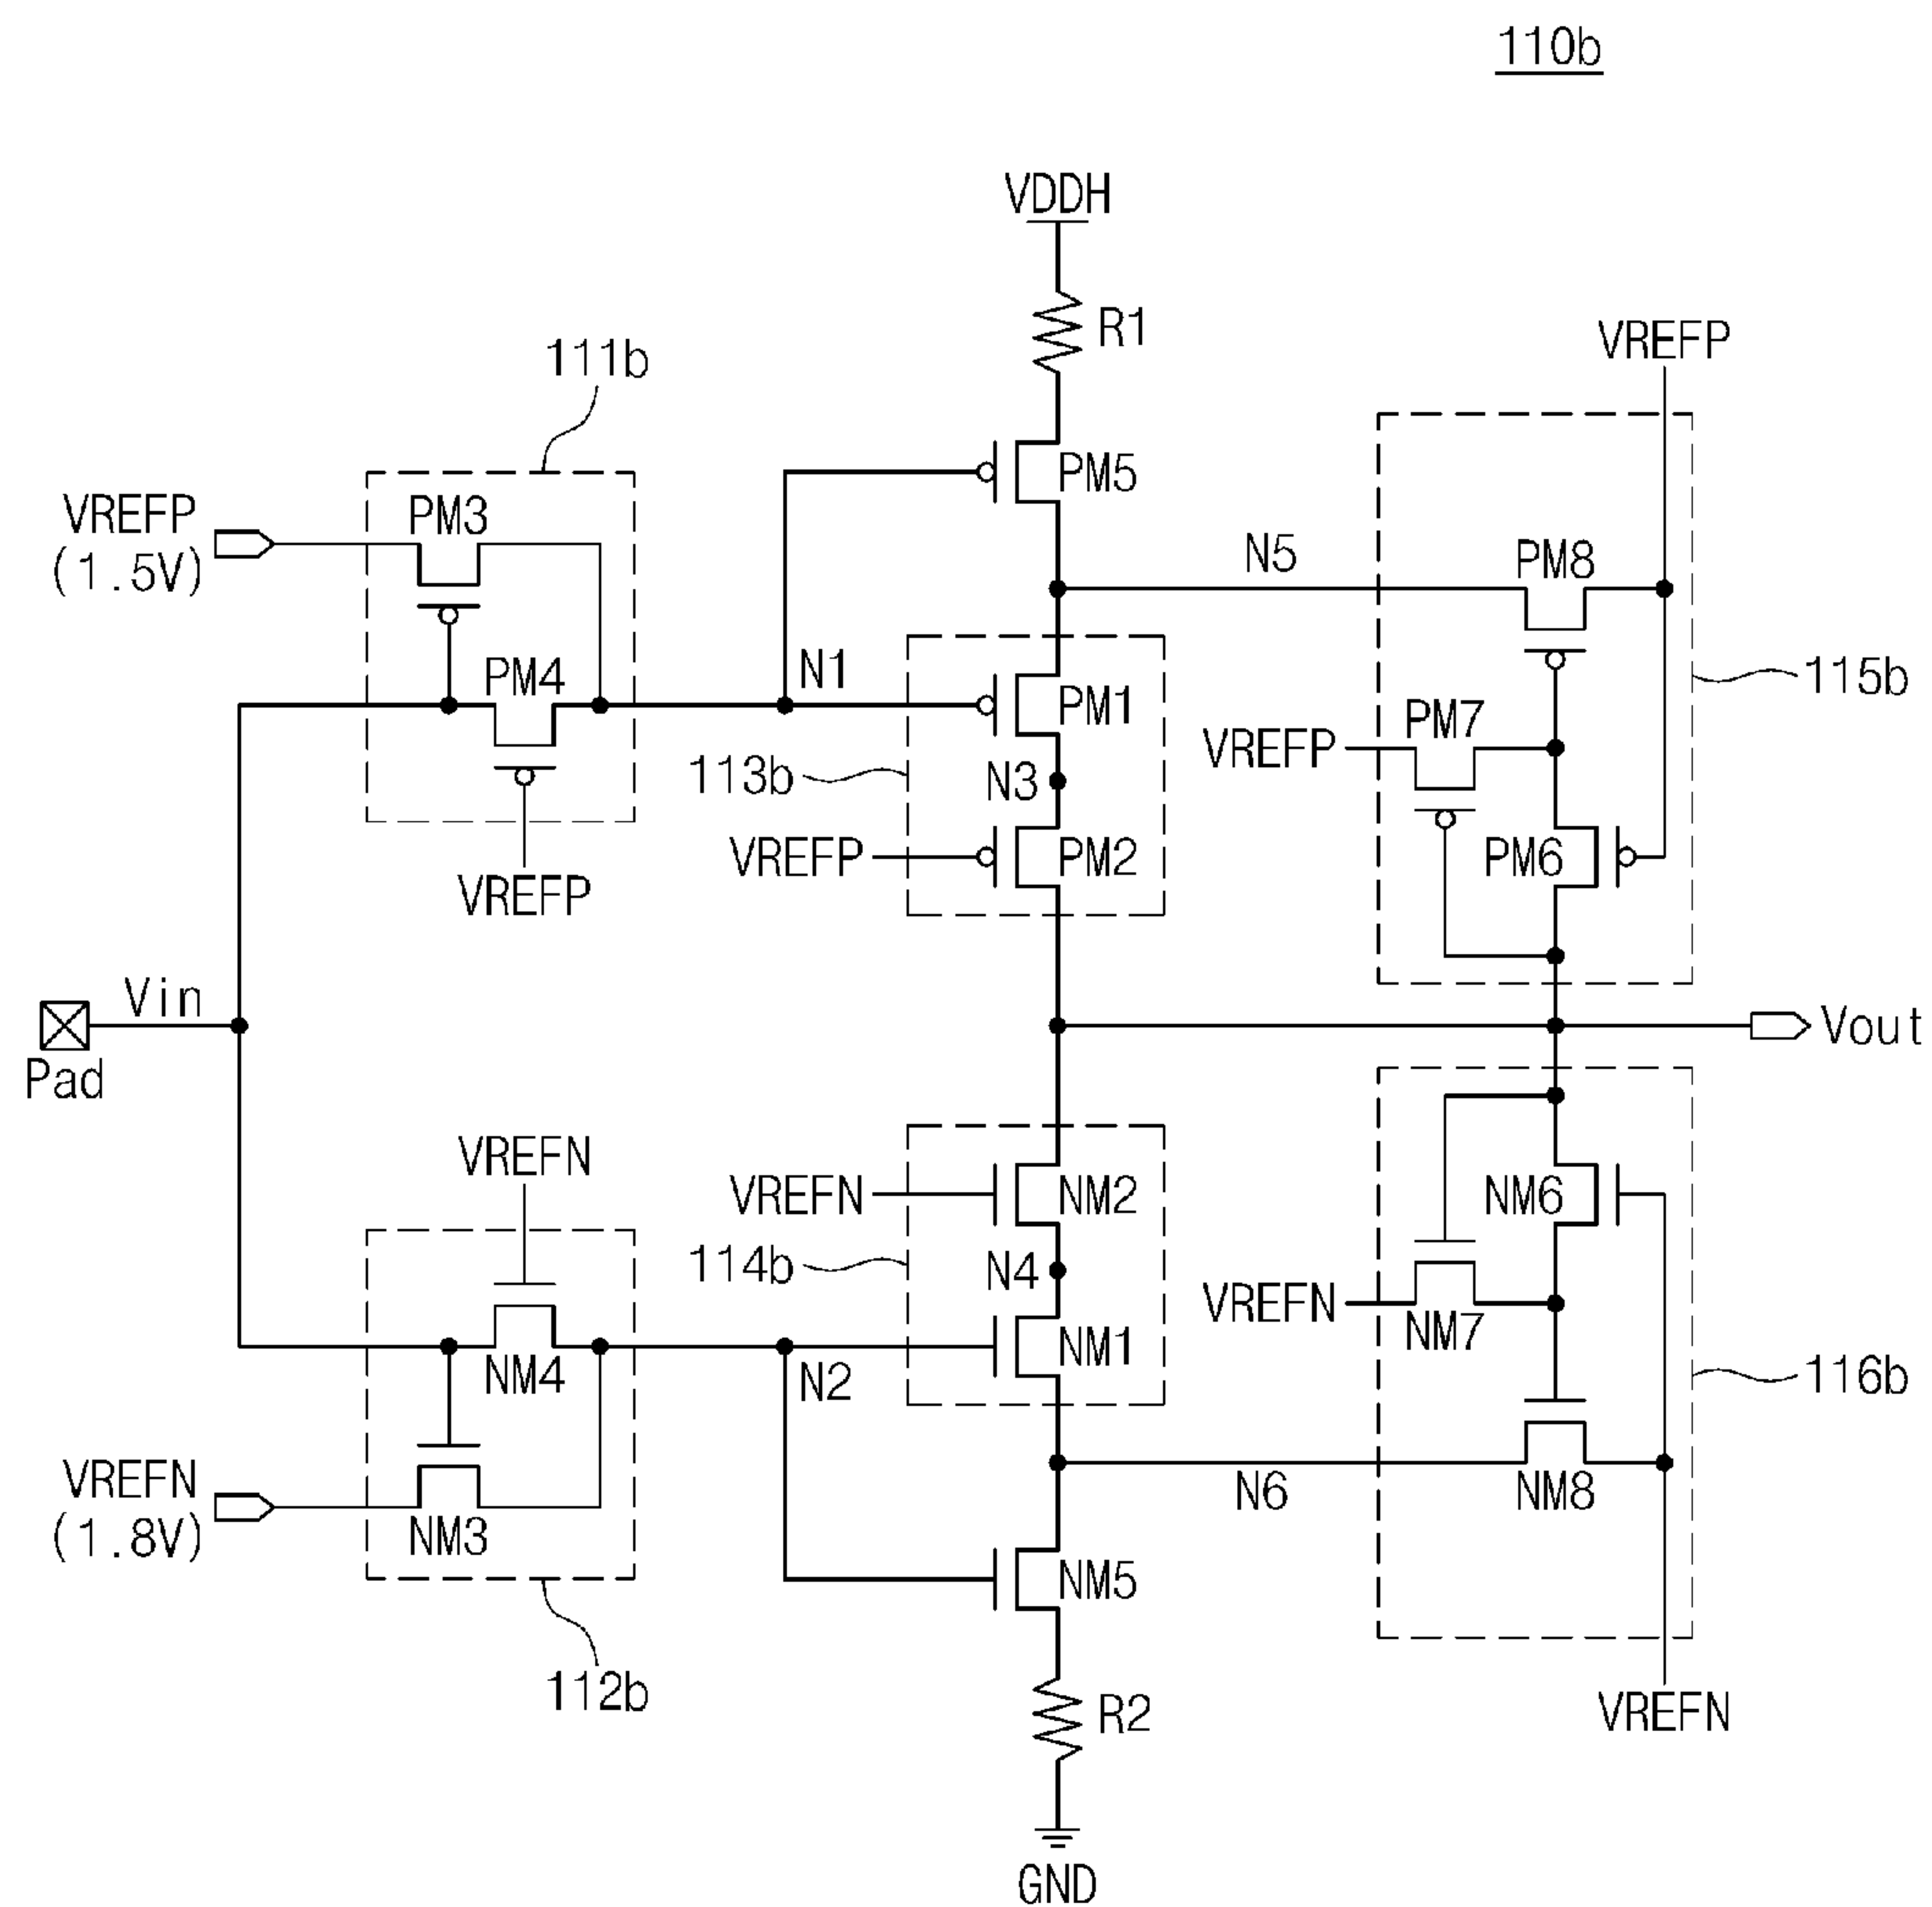 110b
VDDH
R1
VREFP
111b
PM5
VREFP
(1.5V)
PM3
N5
PM8
PM4
N1
PM1
115b
PM7
VREFP
113b
N3
VREFP
PM2
PM6
VREFP
Vin
Pad
Vout
VREFN
VREFN
NM2
NM6
114b
N4
VREFN
NM7
NM4
N2
NM1
116b
VREFN
(1.8V)
NM3
N6
NM8
NM5
112b
R2
VREFN
GND